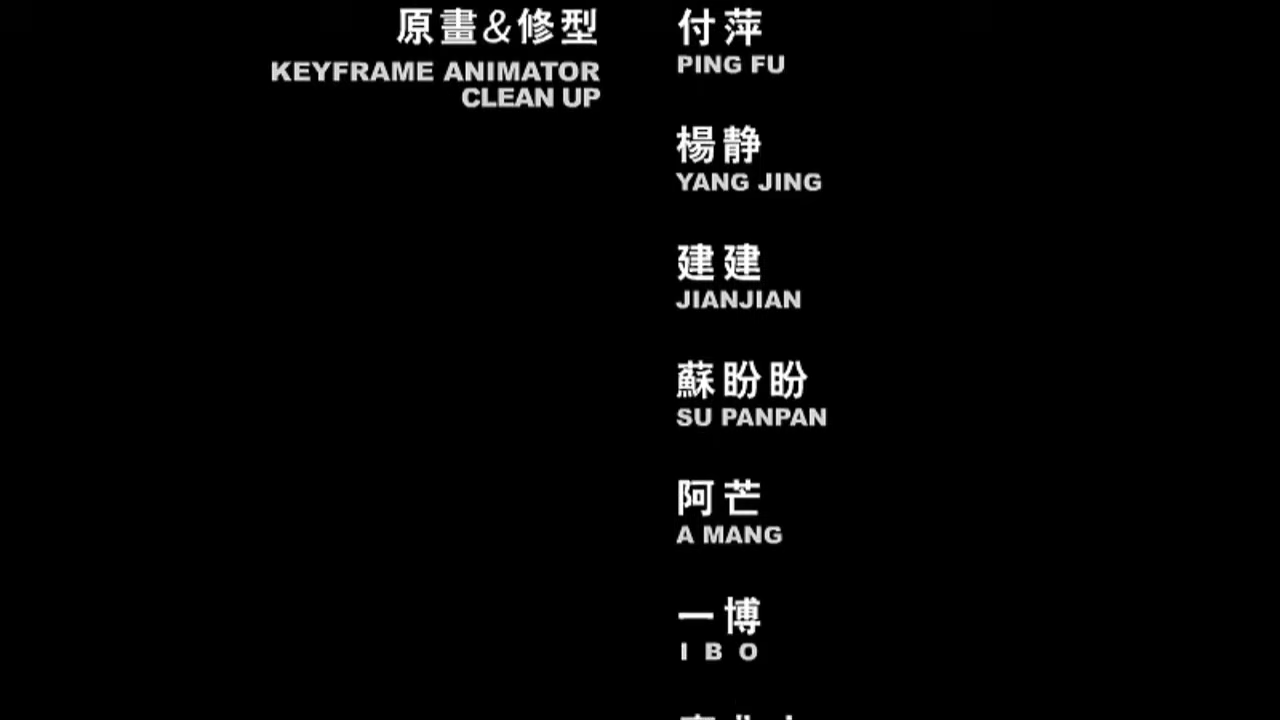 原畫&修型
KEYFRAME ANIMATOR
CLEAN UP
付萍
PING FU
楊静
YANG JING
建建
JIANJIAN
蘇盼盼
SU PANPAN
阿芒
A MANG
一博
I B O